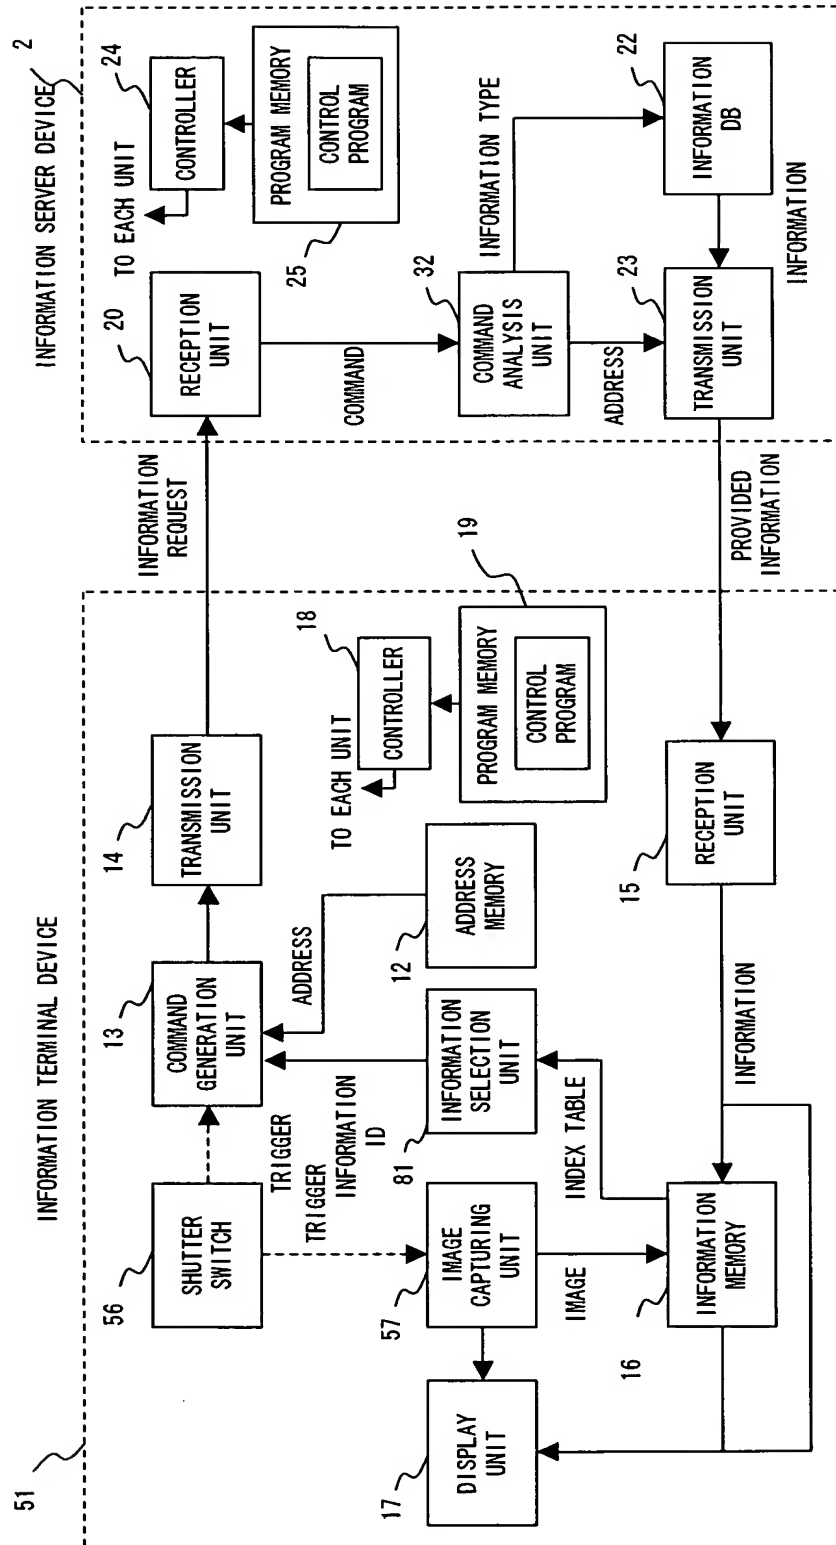 51
INFORMATION TERMINAL DEVICE
INFORMATION SERVER DEVICE
2
56
SHUTTER
SWITCH
TRIGGER
13
COMMAND
GENERATION
UNIT
14
TRANSMISSION
UNIT
INFORMATION
REQUEST
20
RECEPTION
UNIT
TO EACH UNIT
24
CONTROLLER
PROGRAM MEMORY
CONTROL
PROGRAM
25
TRIGGER
INFORMATION
ID
ADDRESS
TO EACH UNIT
18
CONTROLLER
PROGRAM MEMORY
CONTROL
PROGRAM
19
COMMAND
17
DISPLAY
UNIT
57
IMAGE
CAPTURING
UNIT
81
INFORMATION
SELECTION
UNIT
12
ADDRESS
MEMORY
32
COMMAND
ANALYSIS
UNIT
INFORMATION TYPE
IMAGE
INDEX TABLE
ADDRESS
16
INFORMATION
MEMORY
INFORMATION
15
RECEPTION
UNIT
PROVIDED
INFORMATION
23
TRANSMISSION
UNIT
INFORMATION
22
INFORMATION
DB